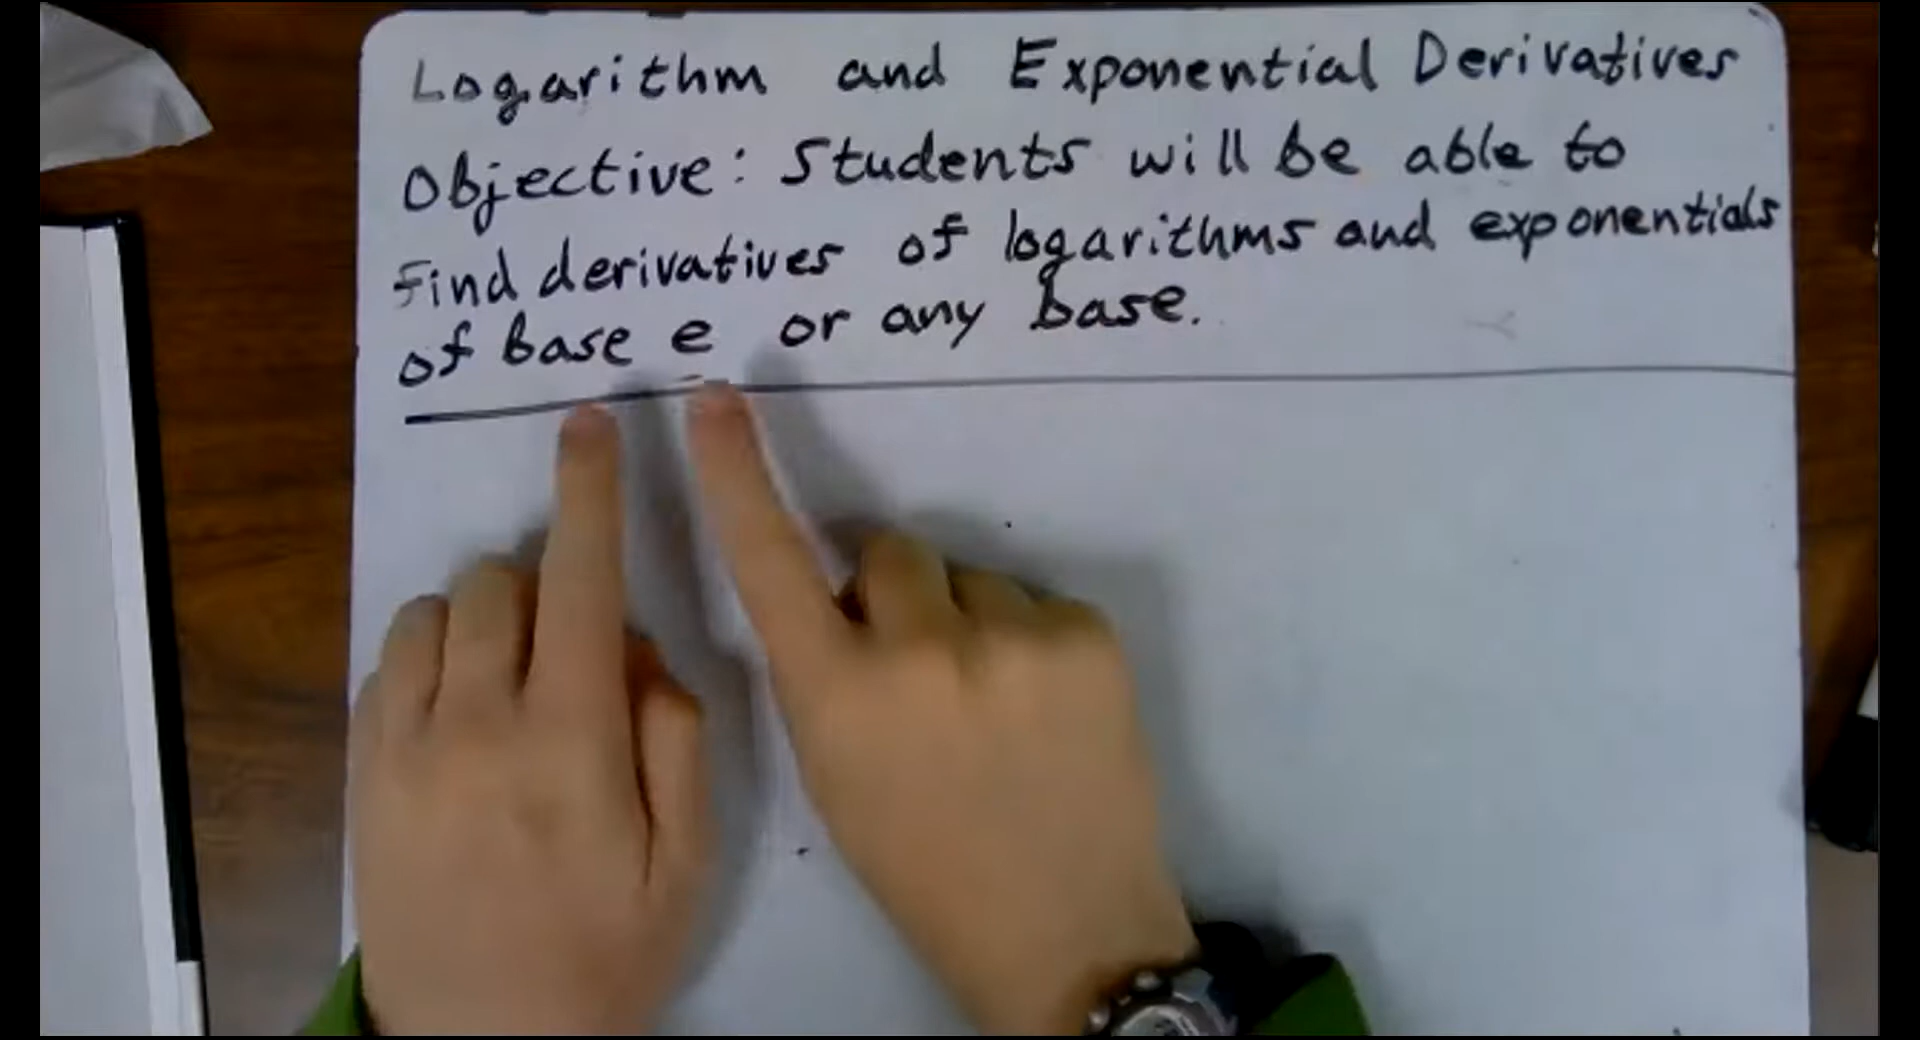 Logarithm and Exponential Derivatives
Objective: Students will be able to
Find derivatives of logarithms and exponentials
of base e or any base.